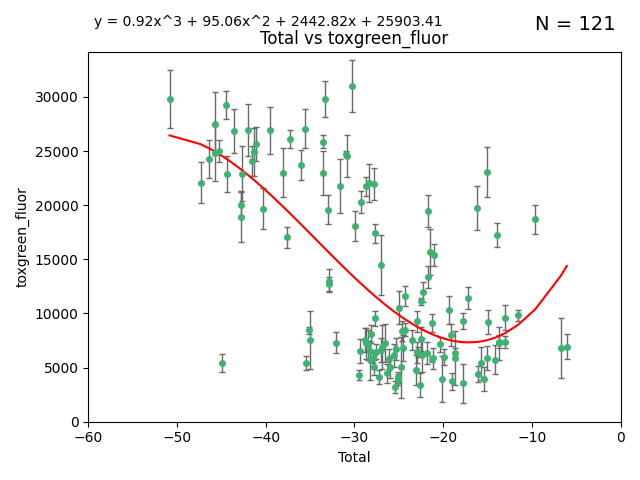 y = 0.92x^3 + 95.06x^2 + 2442.82x + 25903.41
N = 121
Total vs toxgreen_fluor
30000
25000
20000
15000
10000
5000
0
toxgreen_fluor
−60 −50 −40 −30 −20 −10 0
Total